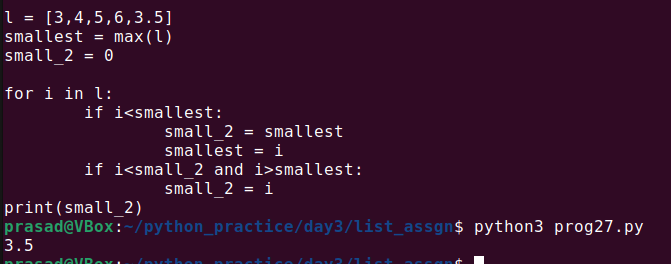 l = [3,4,5,6,3.5]
smallest = max(l)
small_2 = 0

for i in l:
        if i<smallest:
                small_2 = smallest
                smallest = i
        if i<small_2 and i>smallest:
                small_2 = i
print(small_2)
prasad@VBox:~/python_practice/day3/list_assgn$ python3 prog27.py
3.5
prasad@VBox:~/python_practice/day3/list_assgn$